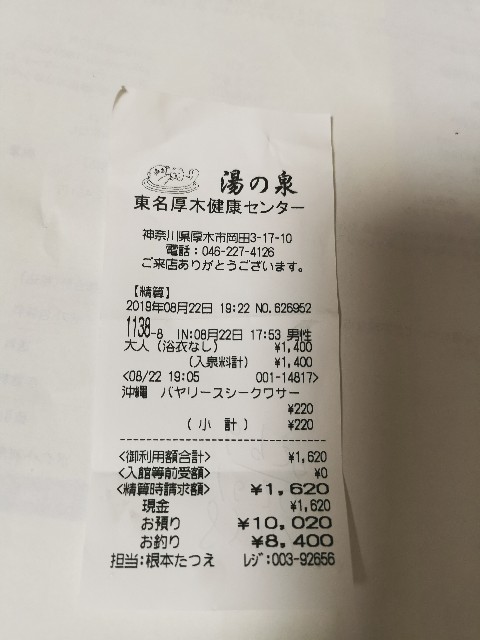 湯の泉
東名厚木健康センター
神奈川県厚木市岡田3-17-10
電話:046-227-4126
ご来店ありがとうございます。
【精算】
2019年08月22日 19:22 NO.626952
1138-8 IN:08月22日 17:53 男性
大人(浴衣なし) ¥1,400
(入泉料計) ¥1,400
<08/22 19:05 001-14817>
沖縄 バヤリースシークワサー
¥220
(小 計) ¥220
<御利用額合計> ¥1,620
<入館等前受額> ¥0
<精算時請求額> ¥1,620
現金 ¥1,620
お預り ¥10,020
お釣り ¥8,400
担当:根本たつえ レジ:003-92656